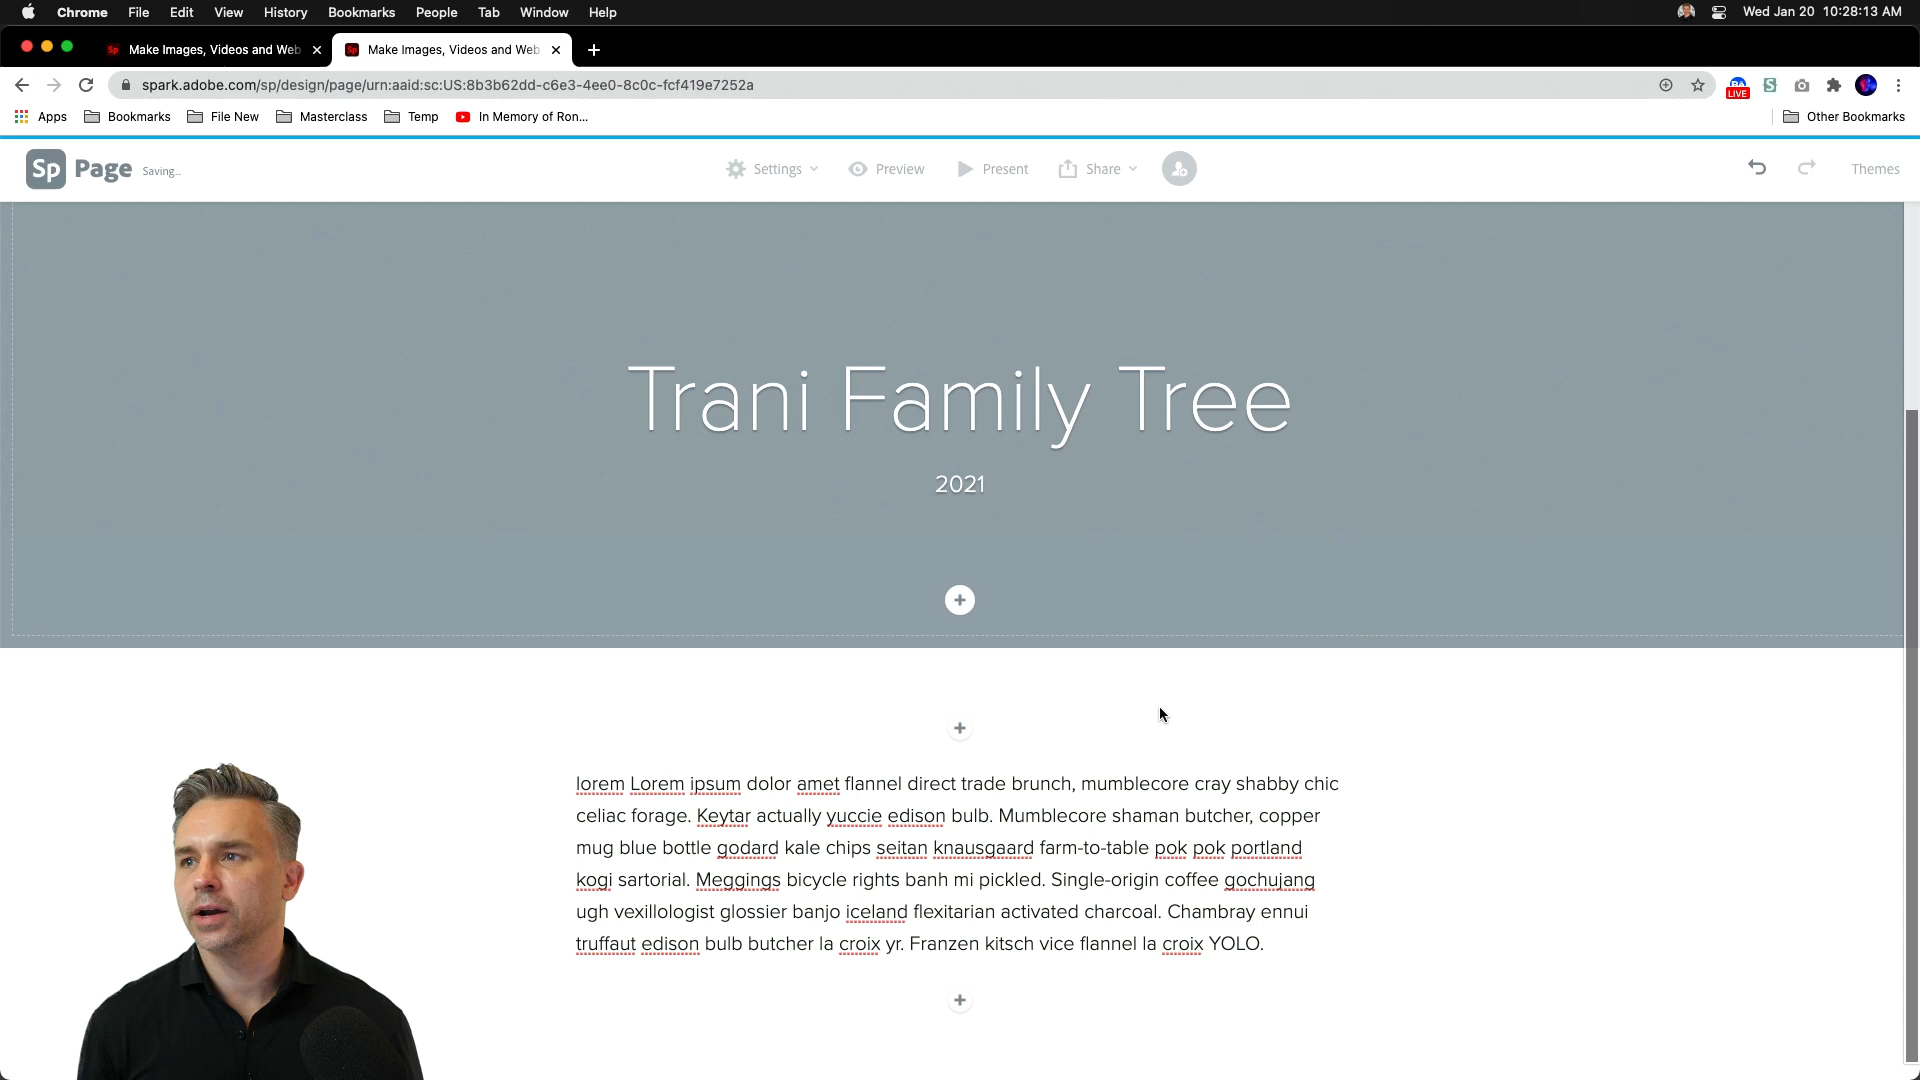 Chrome File Edit View History Bookmarks People Tab Window Help Wed Jan 20 10:28:13 AM
Sp Make Images, Videos and Web Sp Make Images, Videos and Web
spark.adobe.com/sp/design/page/urn:aaid:sc:US:8b3b62dd-c6e3-4ee0-8c0c-fcf419e7252a
LIVE S
Apps Bookmarks File New Masterclass Temp In Memory of Ron... Other Bookmarks
Sp Page Saving... Settings Preview Present Share Themes
Trani Family Tree
2021
lorem Lorem ipsum dolor amet flannel direct trade brunch, mumblecore cray shabby chic
celiac forage. Keytar actually yuccie edison bulb. Mumblecore shaman butcher, copper
mug blue bottle godard kale chips seitan knausgaard farm-to-table pok pok portland
kogi sartorial. Meggings bicycle rights banh mi pickled. Single-origin coffee gochujang
ugh vexillologist glossier banjo iceland flexitarian activated charcoal. Chambray ennui
truffaut edison bulb butcher la croix yr. Franzen kitsch vice flannel la croix YOLO.